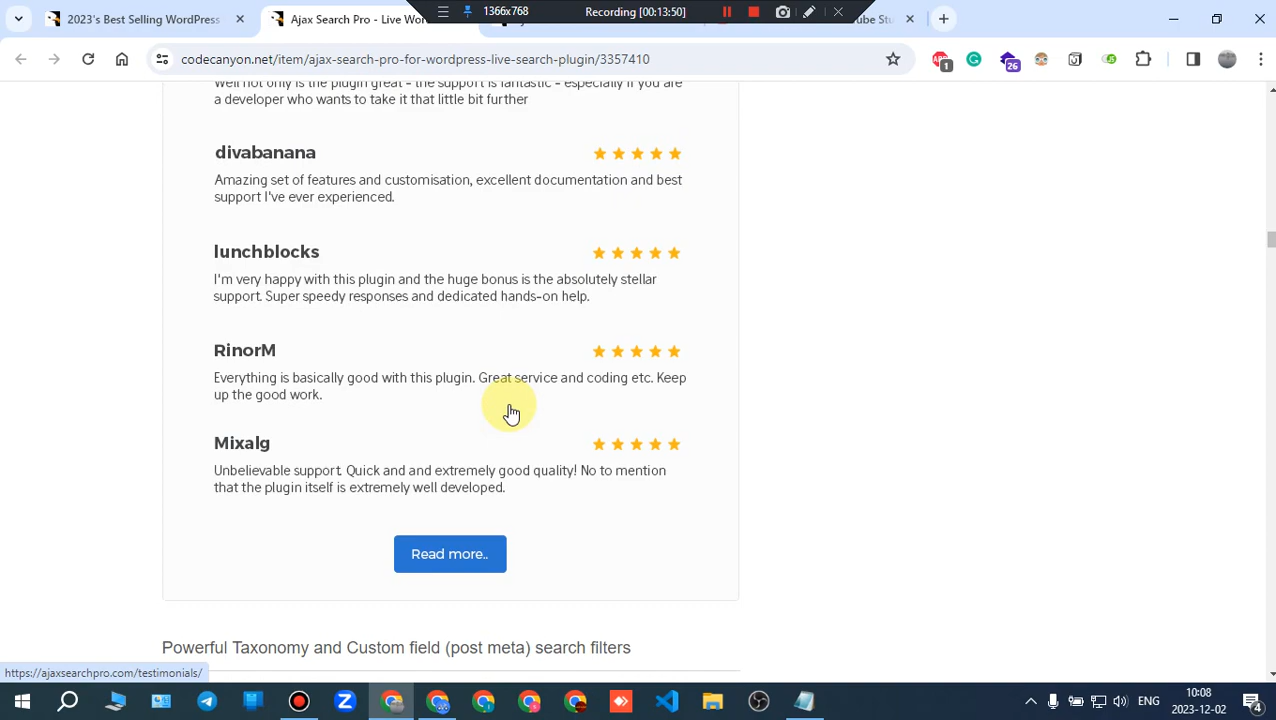 1366x768
Recording [00:13:50]
2023's Best Selling WordPress
Ajax Search Pro - Live Wor
ube Stu
codecanyon.net/item/ajax-search-pro-for-wordpress-live-search-plugin/3357410
1
26
Well not only is the plugin great - the support is fantastic - especially if you are
a developer who wants to take it that little bit further
divabanana
Amazing set of features and customisation, excellent documentation and best
support I've ever experienced.
lunchblocks
I'm very happy with this plugin and the huge bonus is the absolutely stellar
support. Super speedy responses and dedicated hands-on help.
RinorM
Everything is basically good with this plugin. Great service and coding etc. Keep
up the good work.
Mixalg
Unbelievable support. Quick and and extremely good quality! No to mention
that the plugin itself is extremely well developed.
Read more..
Powerful Taxonomy and Custom field (post meta) search filters
https://ajaxsearchpro.com/testimonials/
ENG
10:08
2023-12-02
4